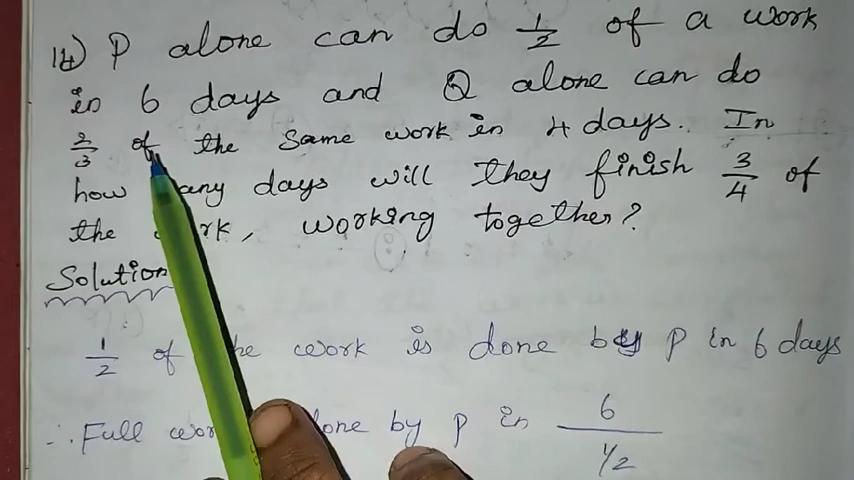 14) P alone can do 1/2 of a work
in 6 days and Q alone can do
2/3 of the same work in 4 days. In
how any days will they finish 3/4 of
the rk, working together?
Solution
1/2 of he work is done by P in 6 days
∴ Full wor one by P in 6 / 1/2